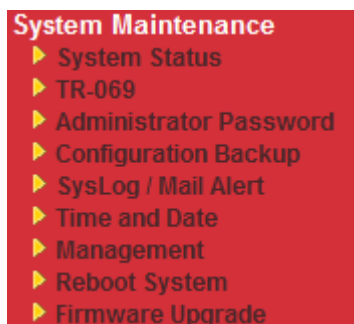 System Maintenance
System Status
TR-069
Administrator Password
Configuration Backup
SysLog / Mail Alert
Time and Date
Management
Reboot System
Firmware Upgrade